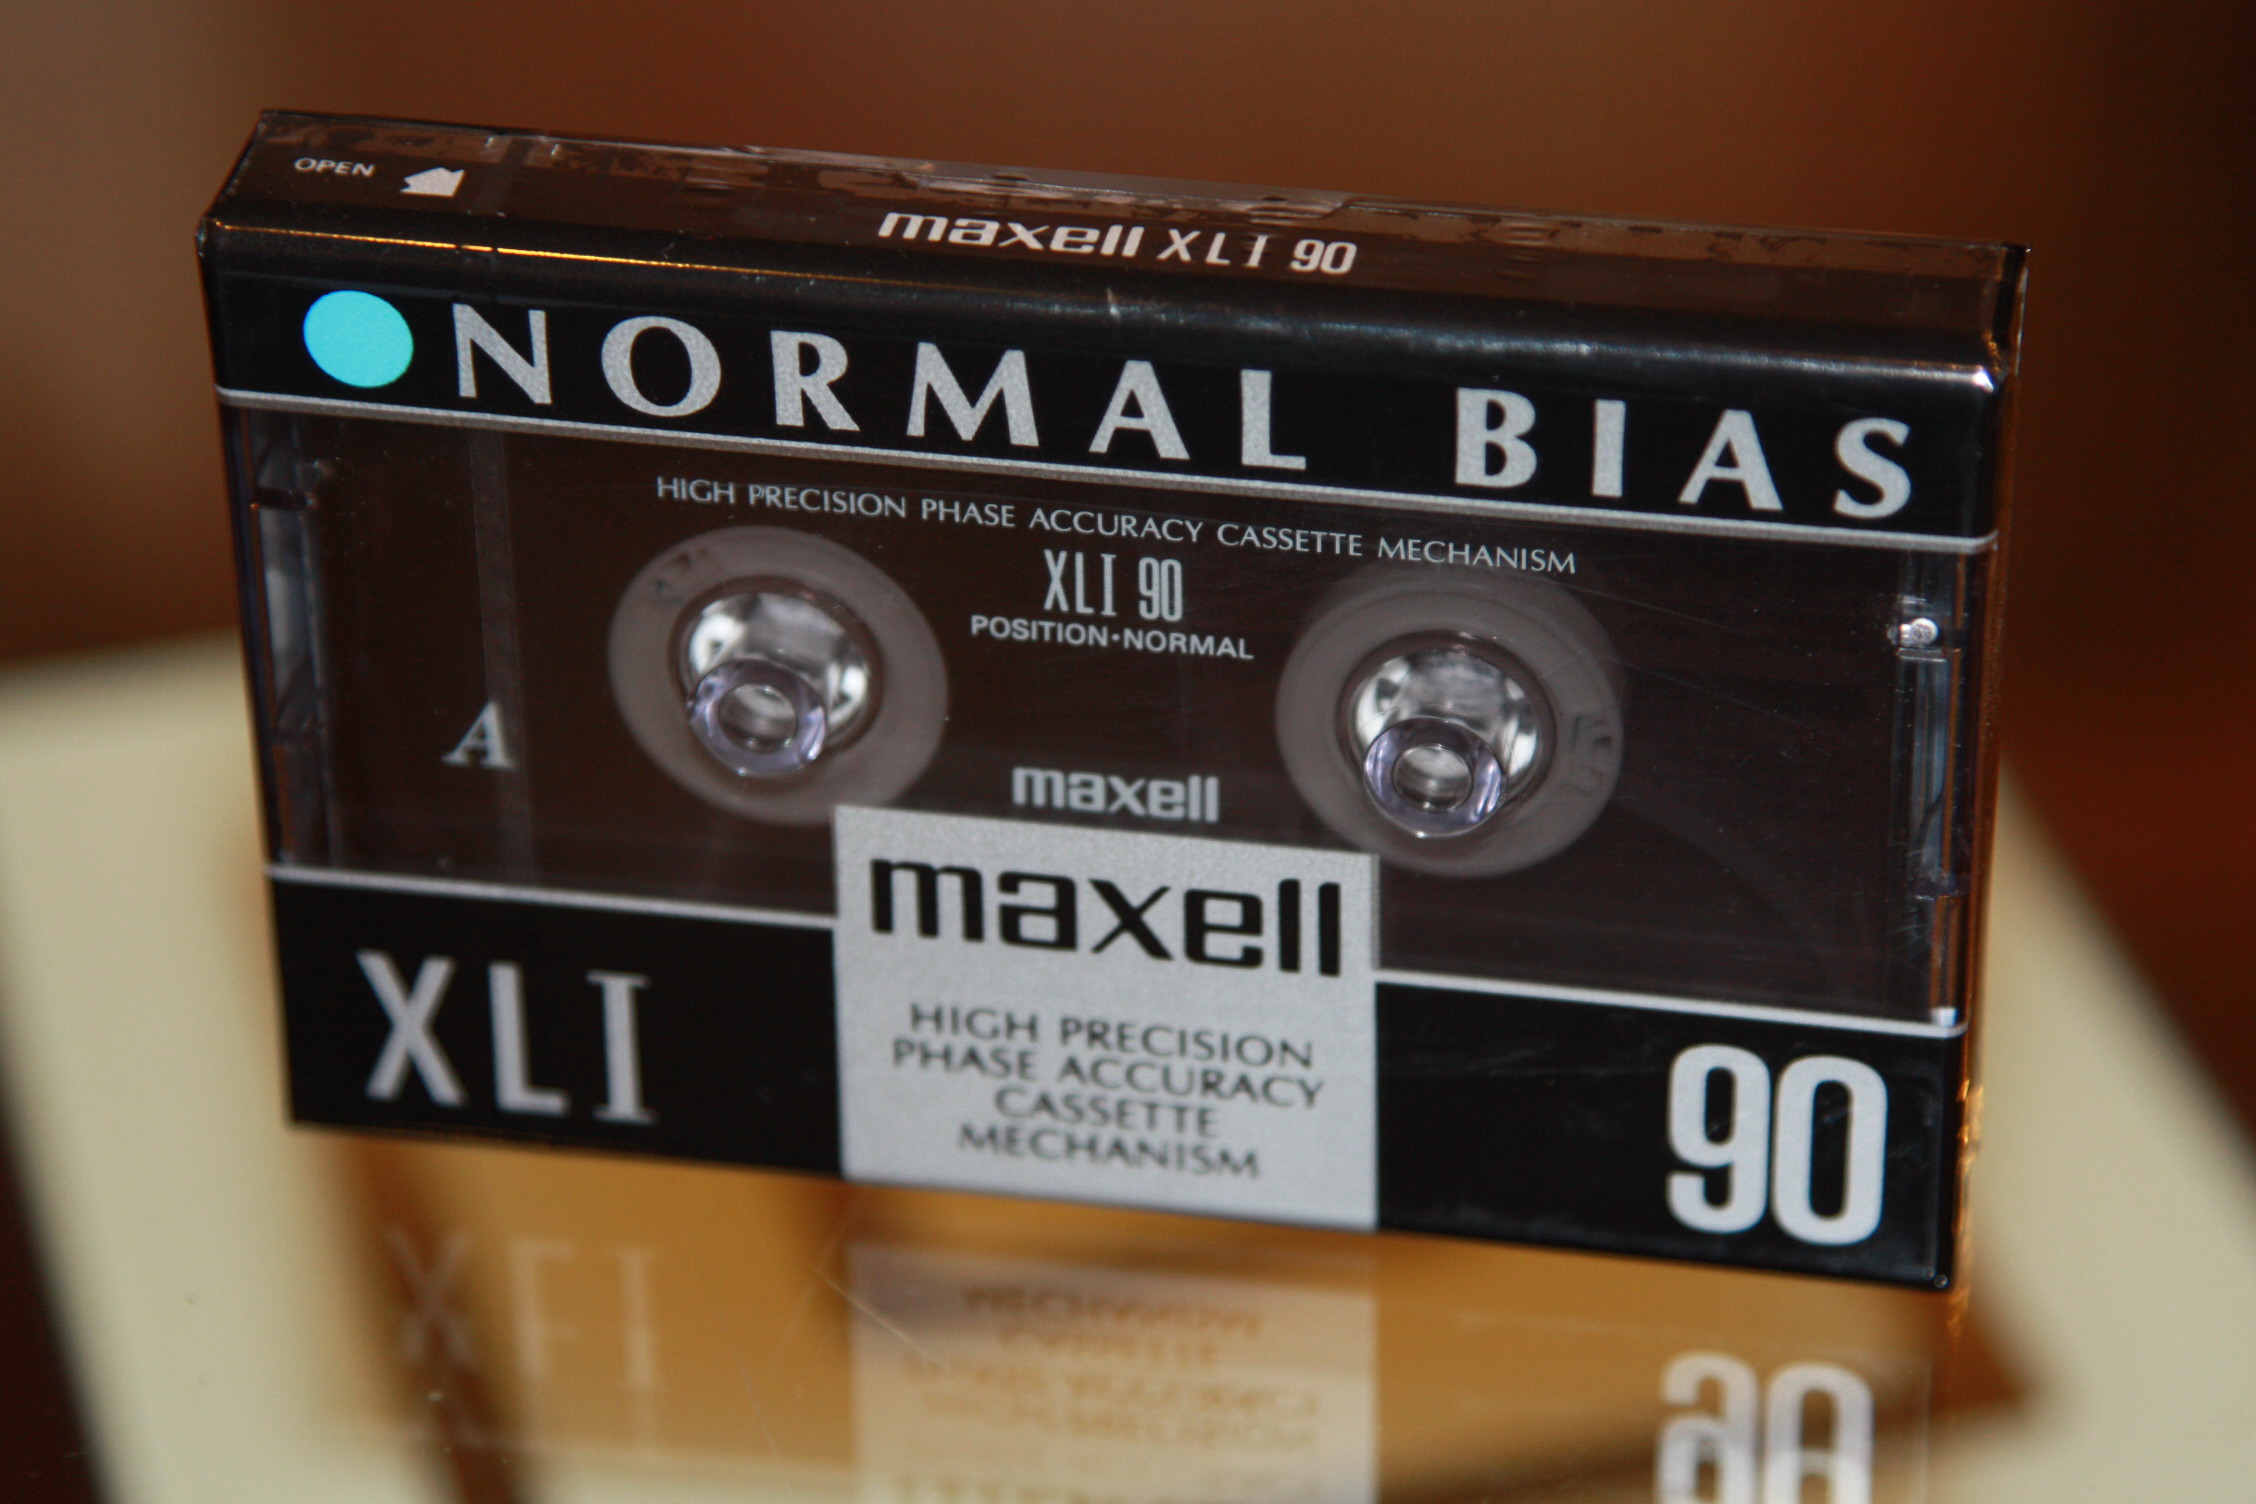 OPEN
maxell XLI 90
NORMAL BIAS
HIGH PRECISION PHASE ACCURACY CASSETTE MECHANISM
XLI 90
POSITION·NORMAL
A
maxell
maxell
HIGH PRECISION
PHASE ACCURACY
CASSETTE
MECHANISM
XLI
90